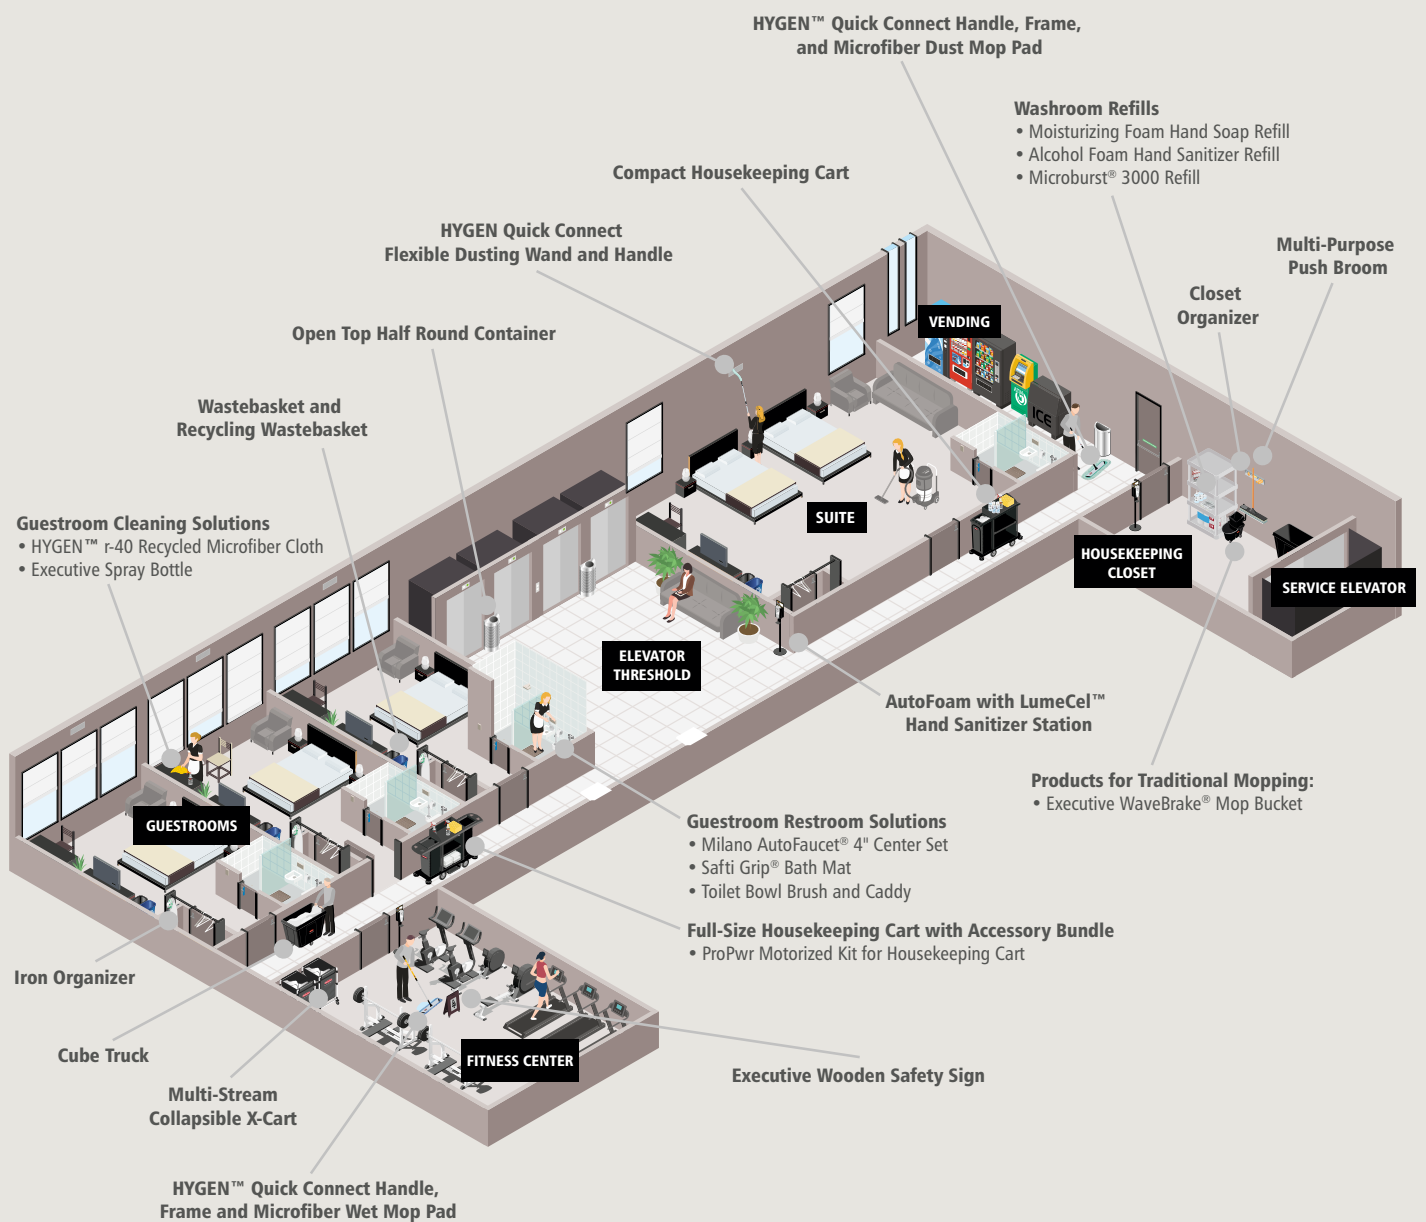 HYGEN™ Quick Connect Handle, Frame,
and Microfiber Dust Mop Pad
Washroom Refills
• Moisturizing Foam Hand Soap Refill
• Alcohol Foam Hand Sanitizer Refill
• Microburst® 3000 Refill
Compact Housekeeping Cart
HYGEN Quick Connect
Flexible Dusting Wand and Handle
Multi-Purpose
Push Broom
Closet
Organizer
Open Top Half Round Container
VENDING
Wastebasket and
Recycling Wastebasket
ICE
Guestroom Cleaning Solutions
• HYGEN™ r-40 Recycled Microfiber Cloth
• Executive Spray Bottle
SUITE
HOUSEKEEPING
CLOSET
SERVICE ELEVATOR
ELEVATOR
THRESHOLD
AutoFoam with LumeCel™
Hand Sanitizer Station
Products for Traditional Mopping:
• Executive WaveBrake® Mop Bucket
GUESTROOMS
Guestroom Restroom Solutions
• Milano AutoFaucet® 4" Center Set
• Safti Grip® Bath Mat
• Toilet Bowl Brush and Caddy
Full-Size Housekeeping Cart with Accessory Bundle
• ProPwr Motorized Kit for Housekeeping Cart
Iron Organizer
Cube Truck
FITNESS CENTER
Executive Wooden Safety Sign
Multi-Stream
Collapsible X-Cart
HYGEN™ Quick Connect Handle,
Frame and Microfiber Wet Mop Pad